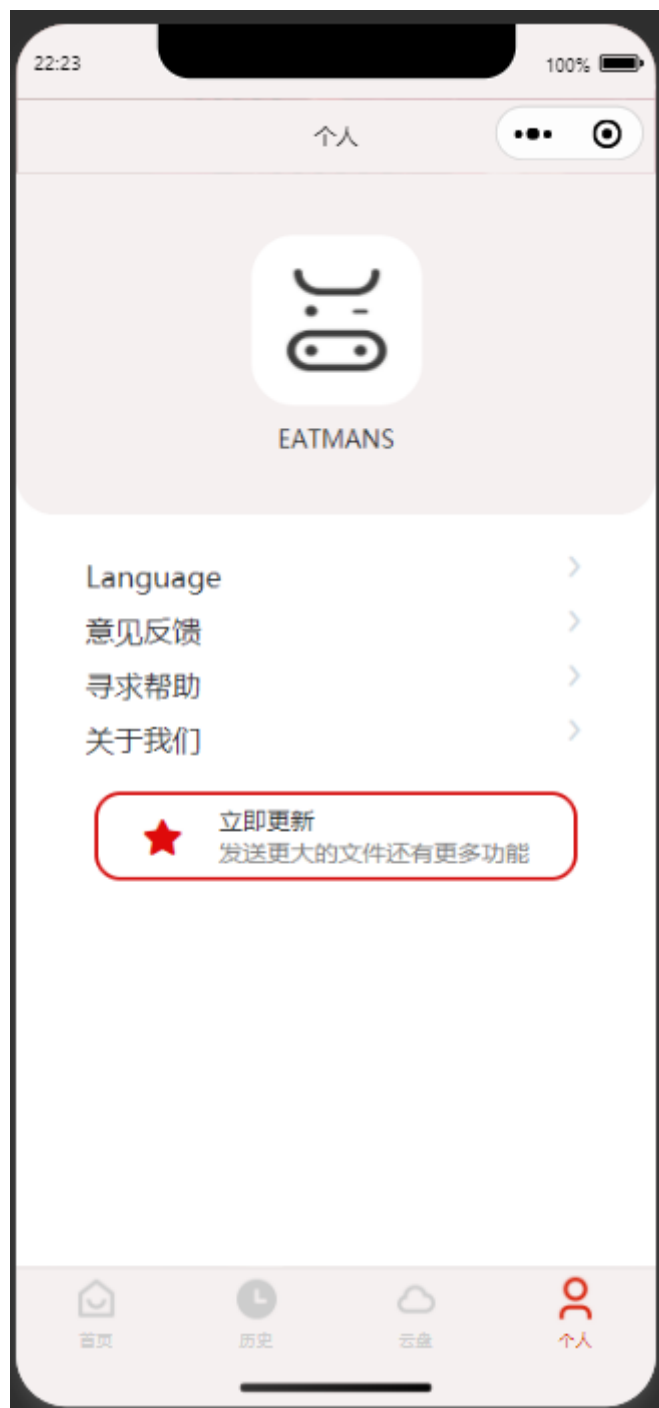 22:23
100%
个人
EATMANS
Language
意见反馈
寻求帮助
关于我们
立即更新
发送更大的文件还有更多功能
首页
历史
云盘
个人